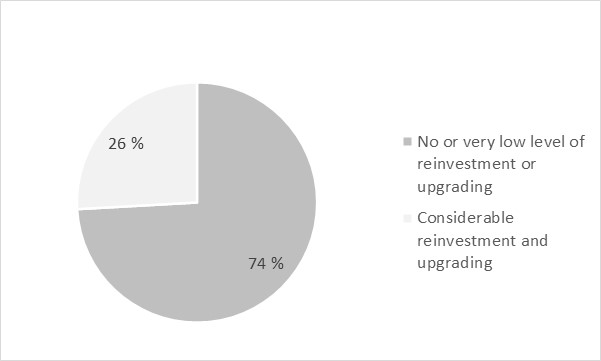 26 %
74 %
No or very low level of
reinvestment or
upgrading
Considerable
reinvestment and
upgrading